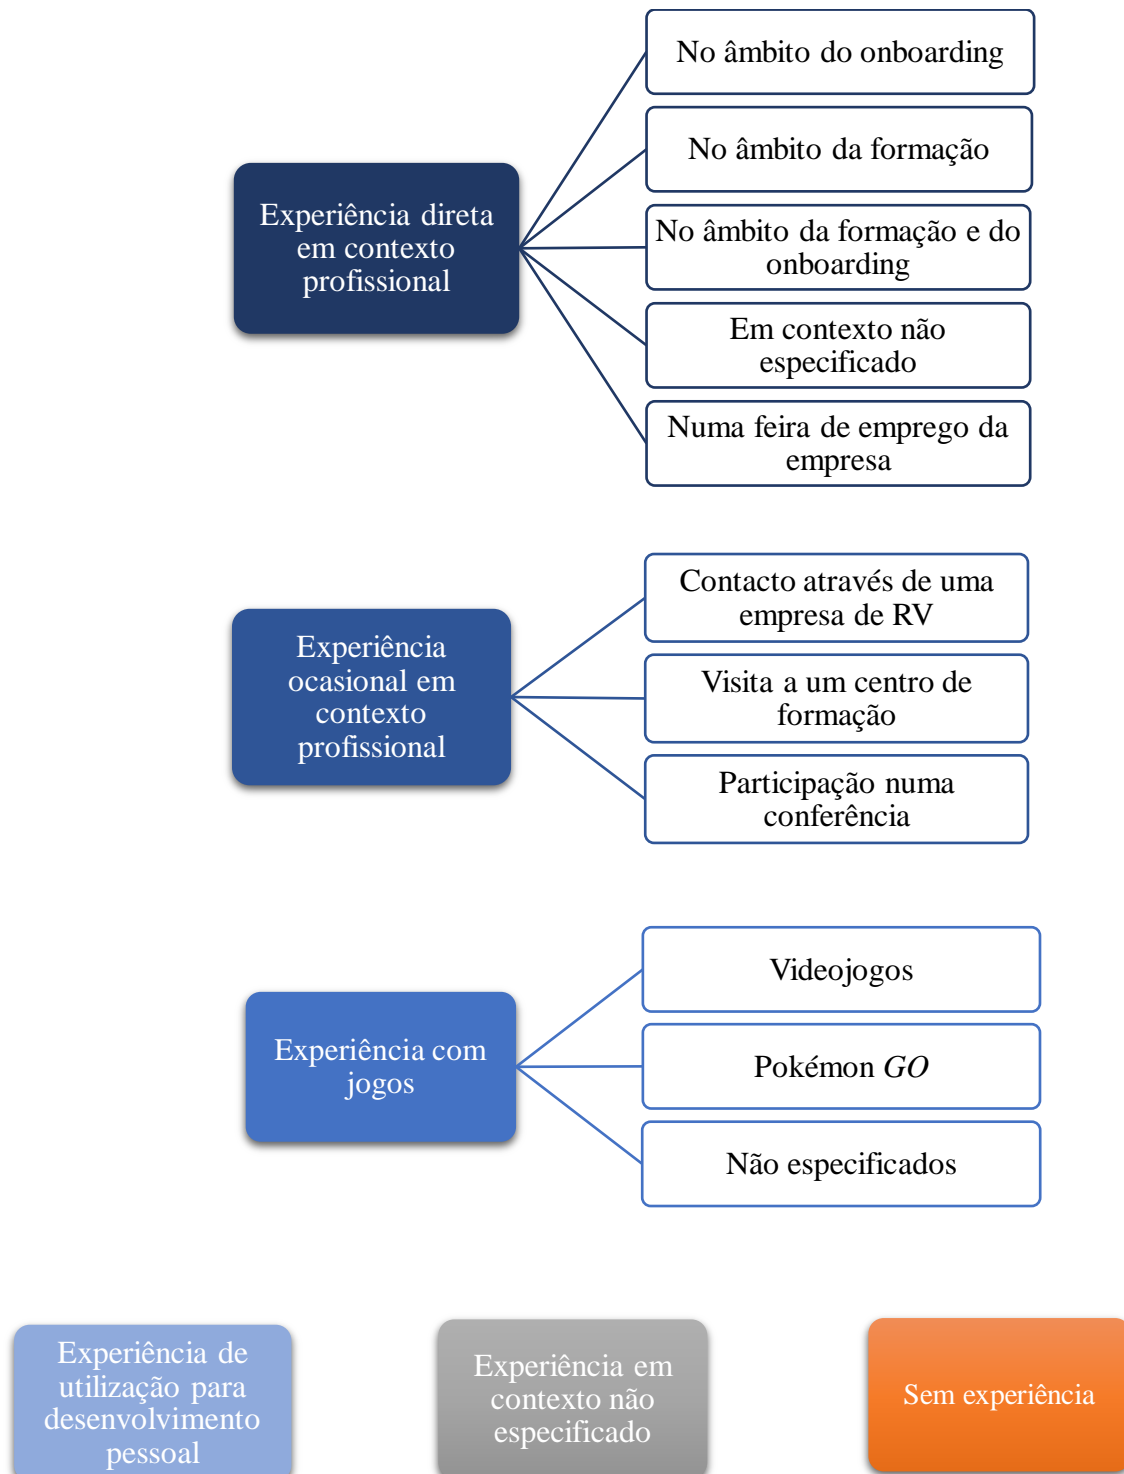 Experiência direta
em contexto
profissional
No âmbito do onboarding
No âmbito da formação
No âmbito da formação e do
onboarding
Em contexto não
especificado
Numa feira de emprego da
empresa
Experiência
ocasional em
contexto
profissional
Contacto através de uma
empresa de RV
Visita a um centro de
formação
Participação numa
conferência
Experiência com
jogos
Videojogos
Pokémon GO
Não especificados
Experiência de
utilização para
desenvolvimento
pessoal
Experiência em
contexto não
especificado
Sem experiência